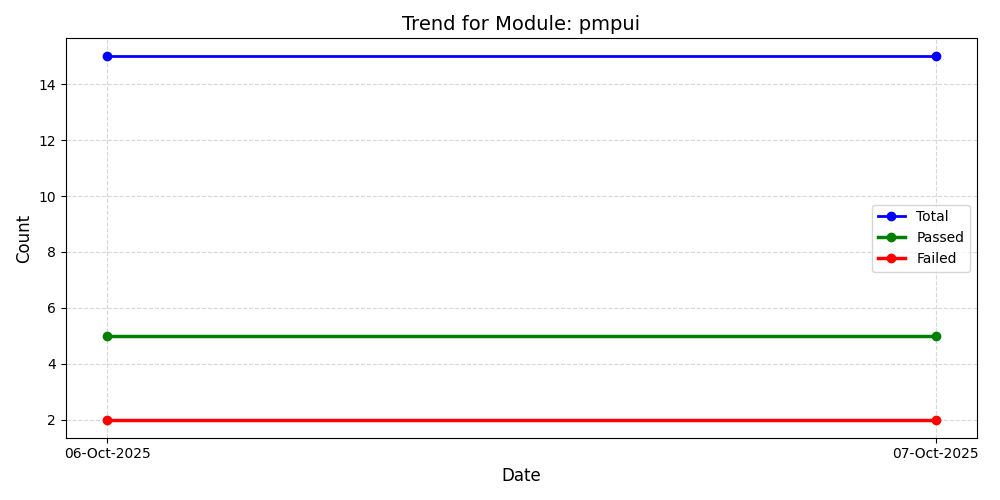 Trend for Module: pmpui
Count
14
12
10
8
6
4
2
Total
Passed
Failed
06-Oct-2025
07-Oct-2025
Date